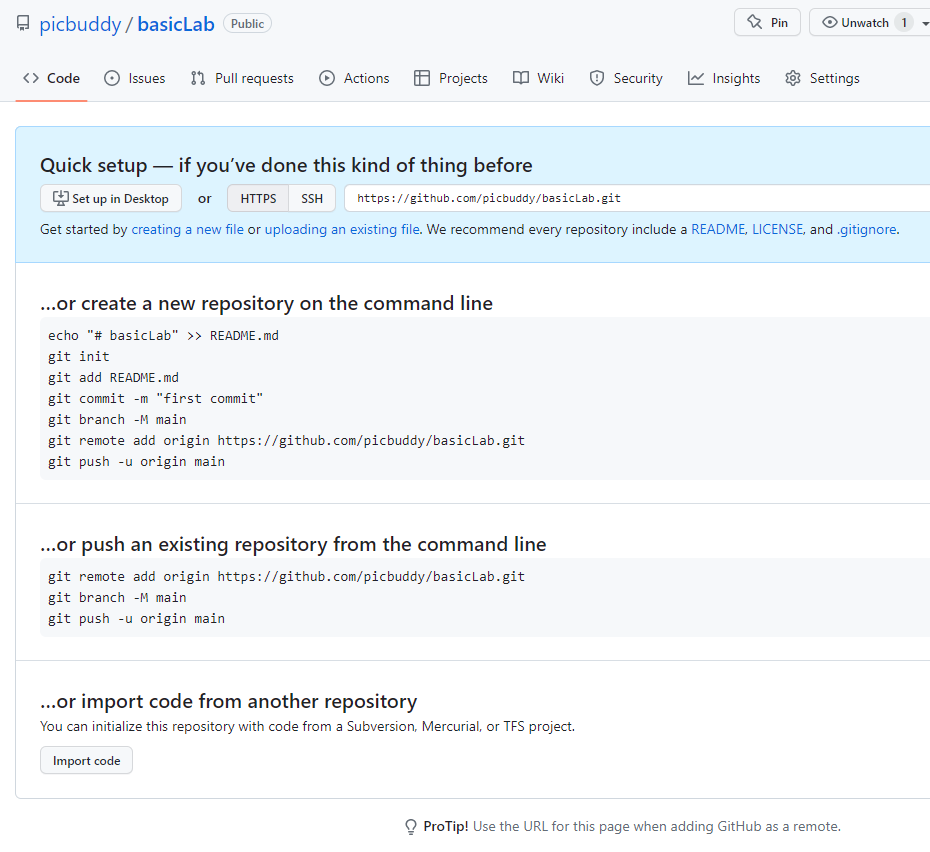 picbuddy / basicLab Public Pin Unwatch 1
Code Issues Pull requests Actions Projects Wiki Security Insights Settings
Quick setup — if you’ve done this kind of thing before
Set up in Desktop or HTTPS SSH https://github.com/picbuddy/basicLab.git
Get started by creating a new file or uploading an existing file. We recommend every repository include a README, LICENSE, and .gitignore.
…or create a new repository on the command line
echo "# basicLab" >> README.md
git init
git add README.md
git commit -m "first commit"
git branch -M main
git remote add origin https://github.com/picbuddy/basicLab.git
git push -u origin main
…or push an existing repository from the command line
git remote add origin https://github.com/picbuddy/basicLab.git
git branch -M main
git push -u origin main
…or import code from another repository
You can initialize this repository with code from a Subversion, Mercurial, or TFS project.
Import code
ProTip! Use the URL for this page when adding GitHub as a remote.